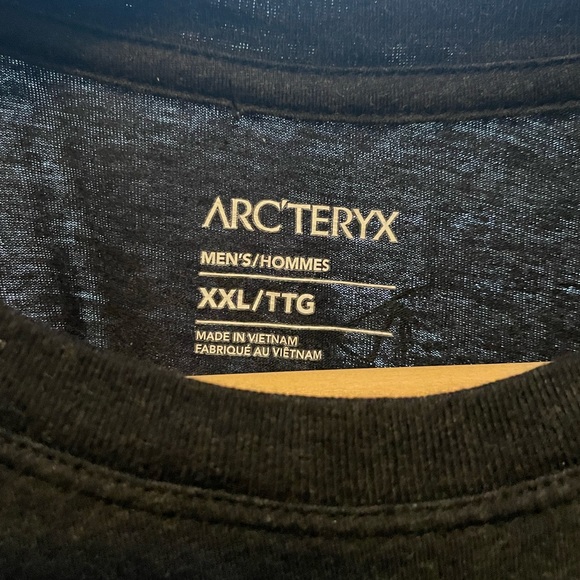 ARC'TERYX
MEN'S/HOMMES
XXL/TTG
MADE IN VIETNAM
FABRIQUÉ AU VIÊTNAM